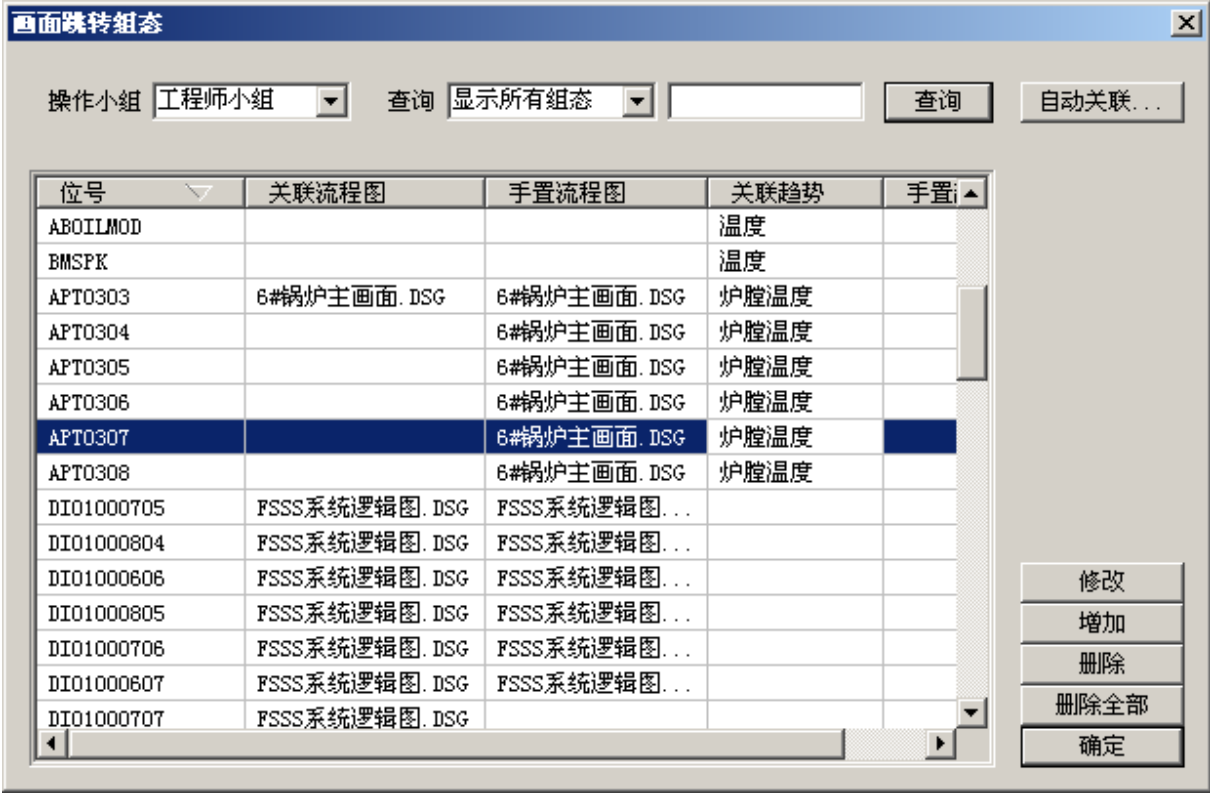 画面跳转组态
操作小组 工程师小组 查询 显示所有组态 查询 自动关联...
位号 关联流程图 手置流程图 关联趋势 手置
ABOILMOD 温度
BMSPK 温度
APT0303 6#锅炉主画面.DSG 6#锅炉主画面.DSG 炉膛温度
APT0304 6#锅炉主画面.DSG 炉膛温度
APT0305 6#锅炉主画面.DSG 炉膛温度
APT0306 6#锅炉主画面.DSG 炉膛温度
APT0307 6#锅炉主画面.DSG 炉膛温度
APT0308 6#锅炉主画面.DSG 炉膛温度
DI01000705 FSSS系统逻辑图.DSG FSSS系统逻辑图...
DI01000804 FSSS系统逻辑图.DSG FSSS系统逻辑图...
DI01000606 FSSS系统逻辑图.DSG FSSS系统逻辑图...
DI01000805 FSSS系统逻辑图.DSG FSSS系统逻辑图...
DI01000706 FSSS系统逻辑图.DSG FSSS系统逻辑图...
DI01000607 FSSS系统逻辑图.DSG FSSS系统逻辑图...
DI01000707 FSSS系统逻辑图.DSG
修改
增加
删除
删除全部
确定